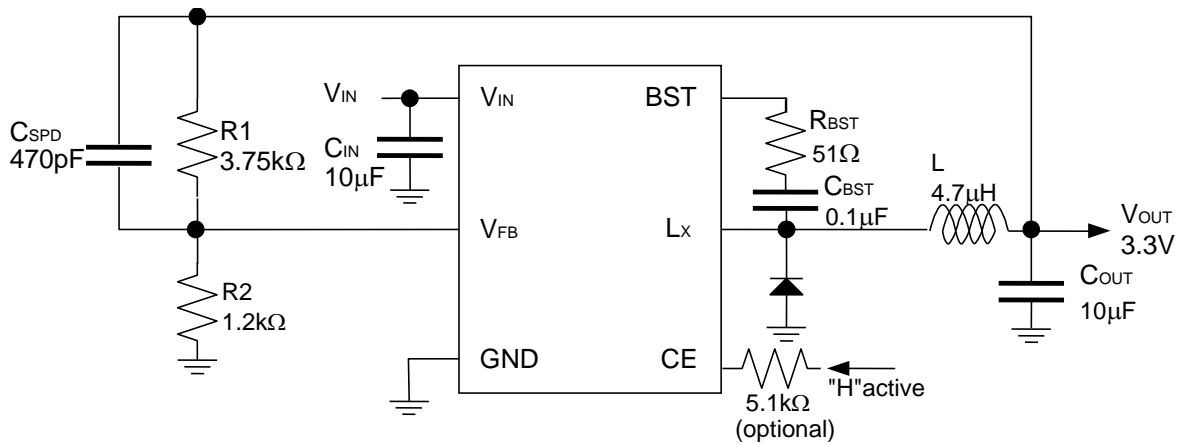 VIN
VIN
BST
CSPD
470pF
R1
3.75kΩ
CIN
10μF
RBST
51Ω
CBST
0.1μF
L
4.7μH
VFB
LX
VOUT
3.3V
R2
1.2kΩ
COUT
10μF
GND
CE
"H"active
5.1kΩ
(optional)